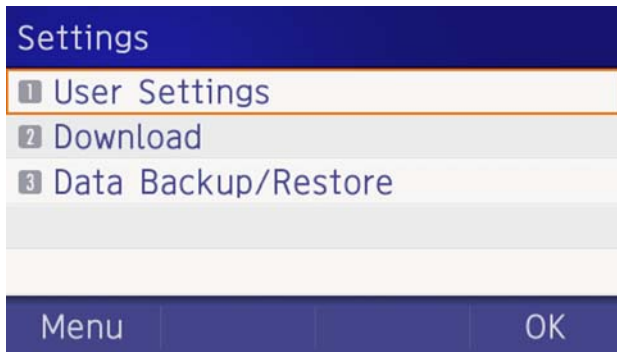 Settings
1 User Settings
2 Download
3 Data Backup/Restore
Menu OK